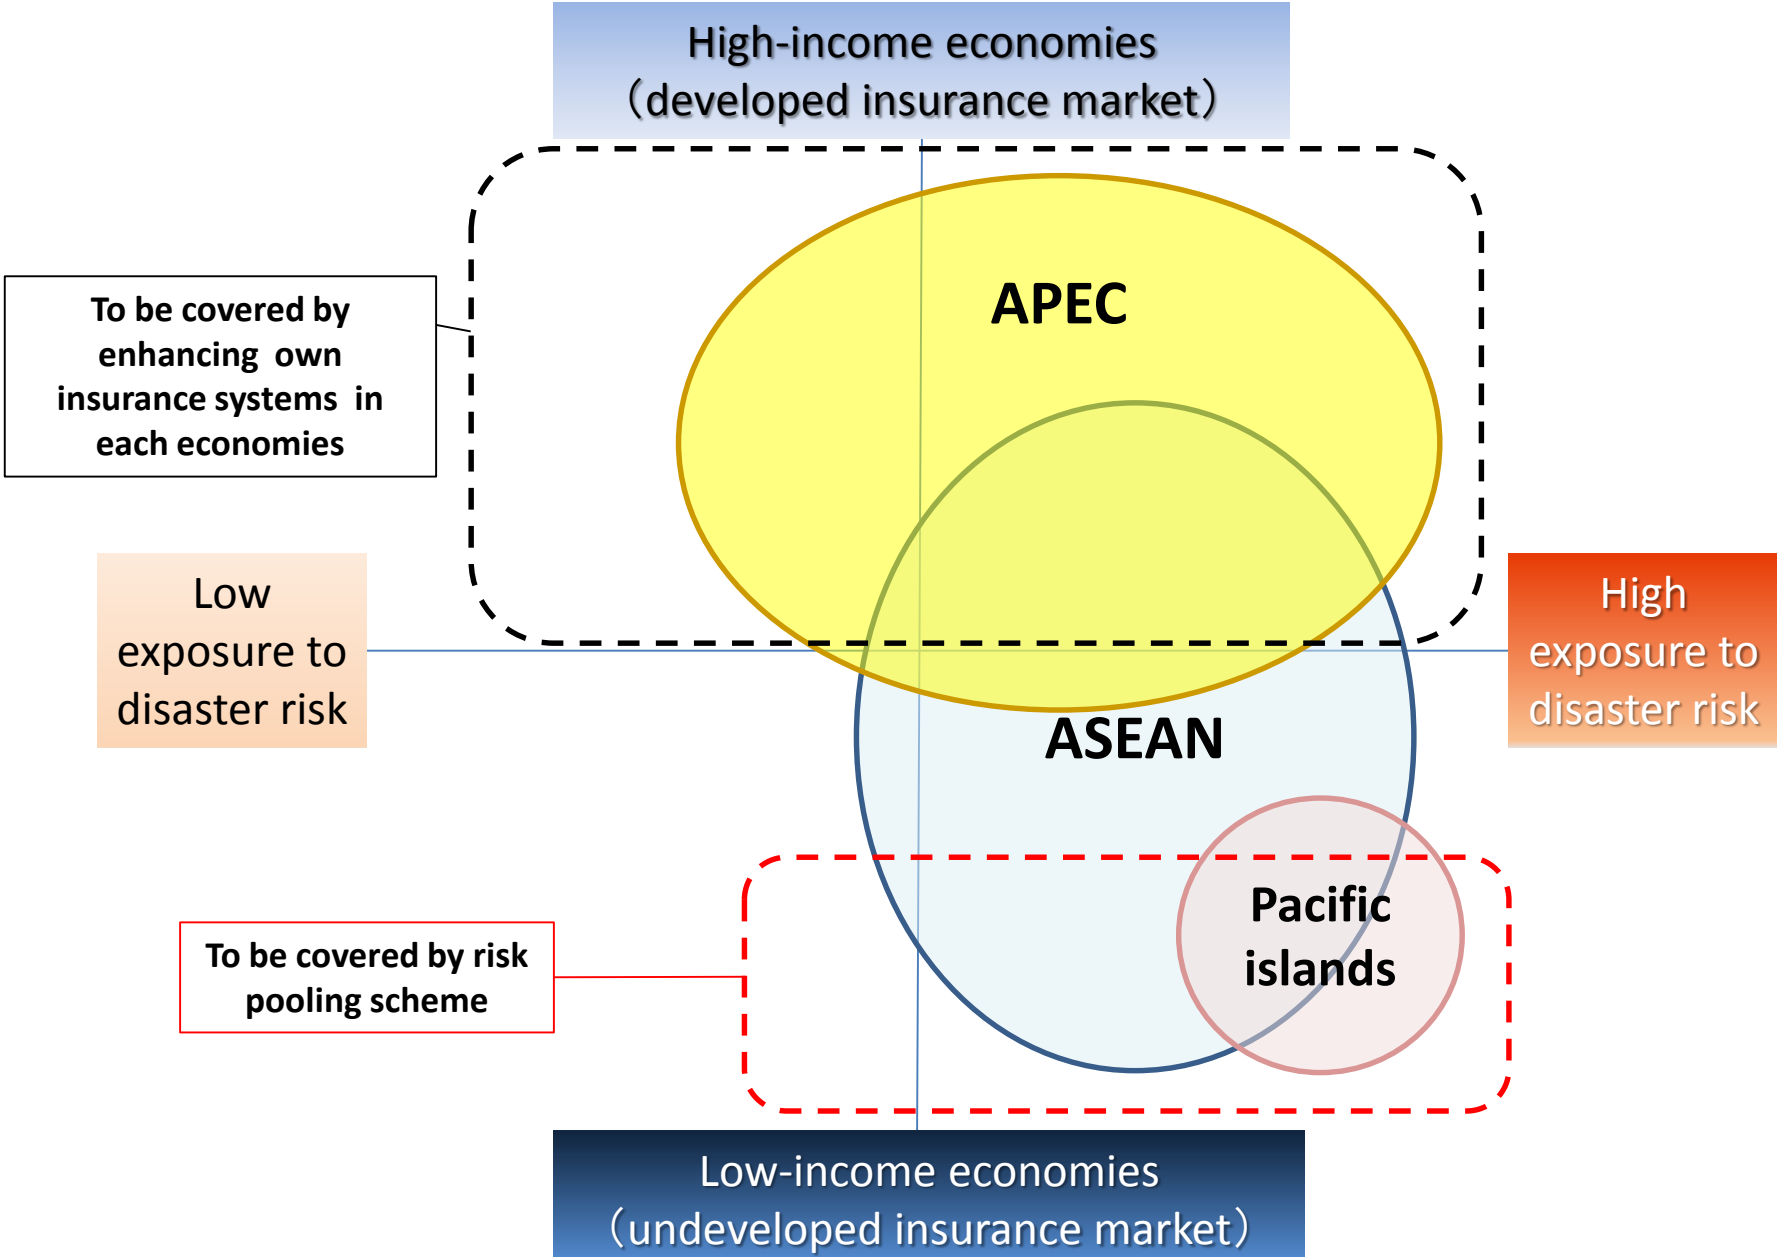 High-income economies
（developed insurance market）
APEC
To be covered by
enhancing own
insurance systems in
each economies
Low
exposure to
disaster risk
High
exposure to
disaster risk
ASEAN
Pacific
islands
To be covered by risk
pooling scheme
Low-income economies
（undeveloped insurance market）